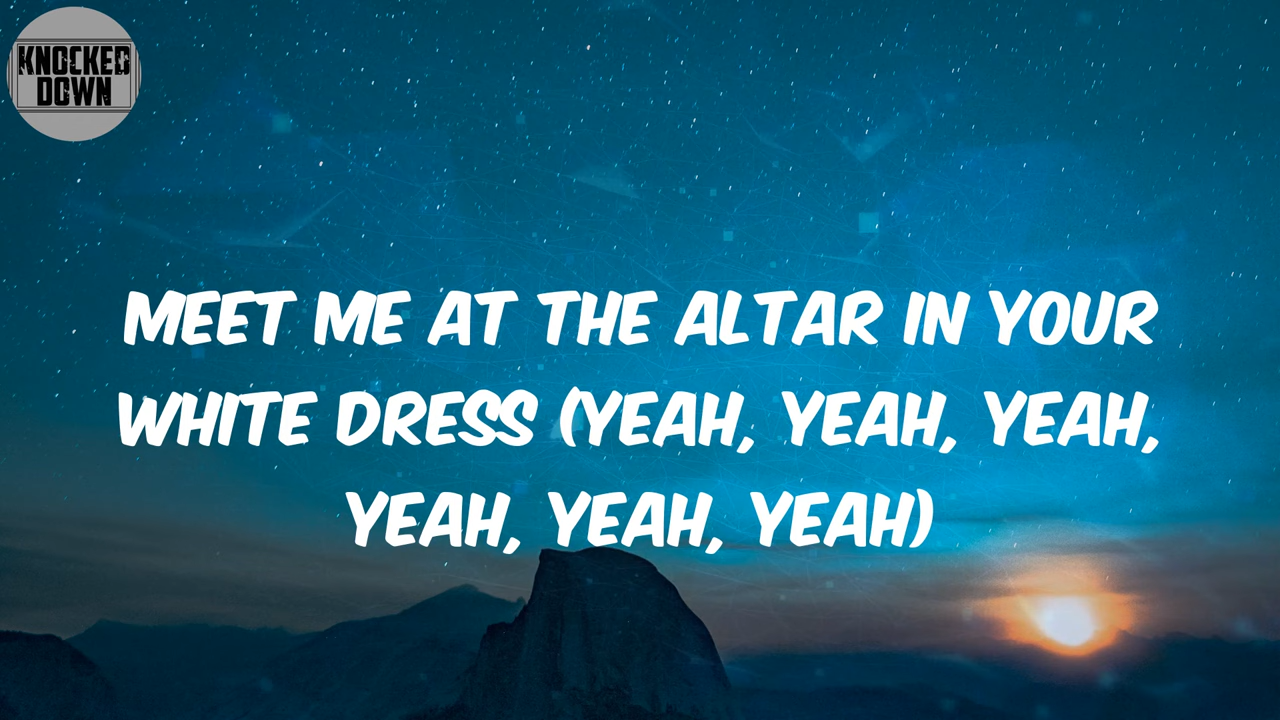 KNOCKED
DOWN
MEET ME AT THE ALTAR IN YOUR
WHITE DRESS (YEAH, YEAH, YEAH,
YEAH, YEAH, YEAH)